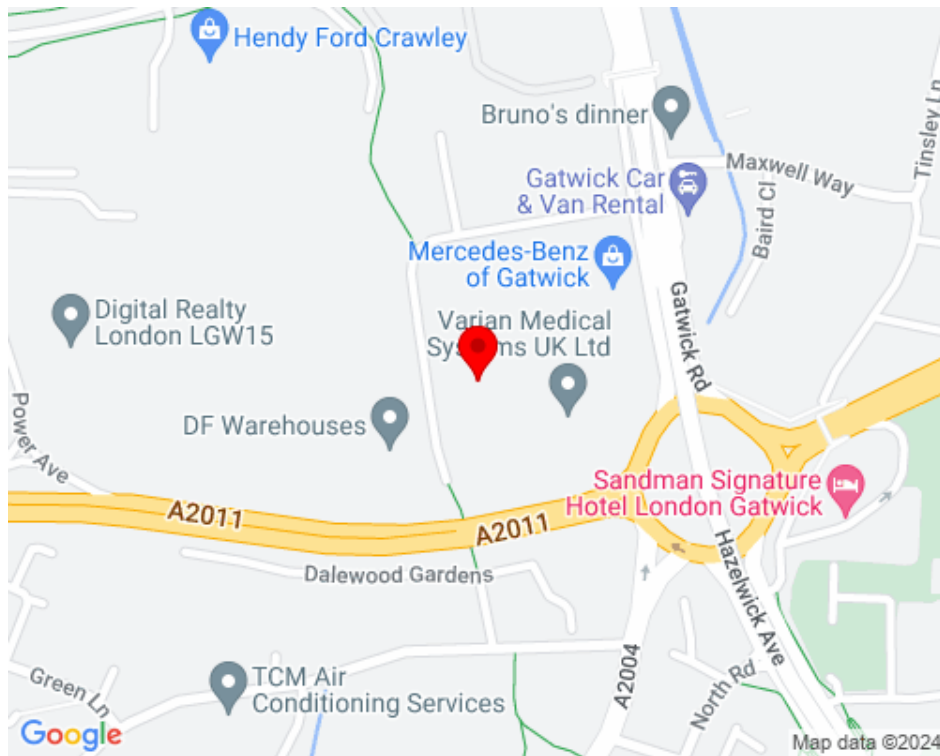 Hendy Ford Crawley
Bruno's dinner
Maxwell Way
Tinsley Ln
Gatwick Car
& Van Rental
Baird Cl
Mercedes-Benz
of Gatwick
Gatwick Rd
Digital Realty
London LGW15
Varian Medical
Systems UK Ltd
Power Ave
DF Warehouses
Sandman Signature
Hotel London Gatwick
A2011
A2011
Dalewood Gardens
Hazelwick Ave
A2004
North Rd
Green Ln
TCM Air
Conditioning Services
Google
Map data ©2024